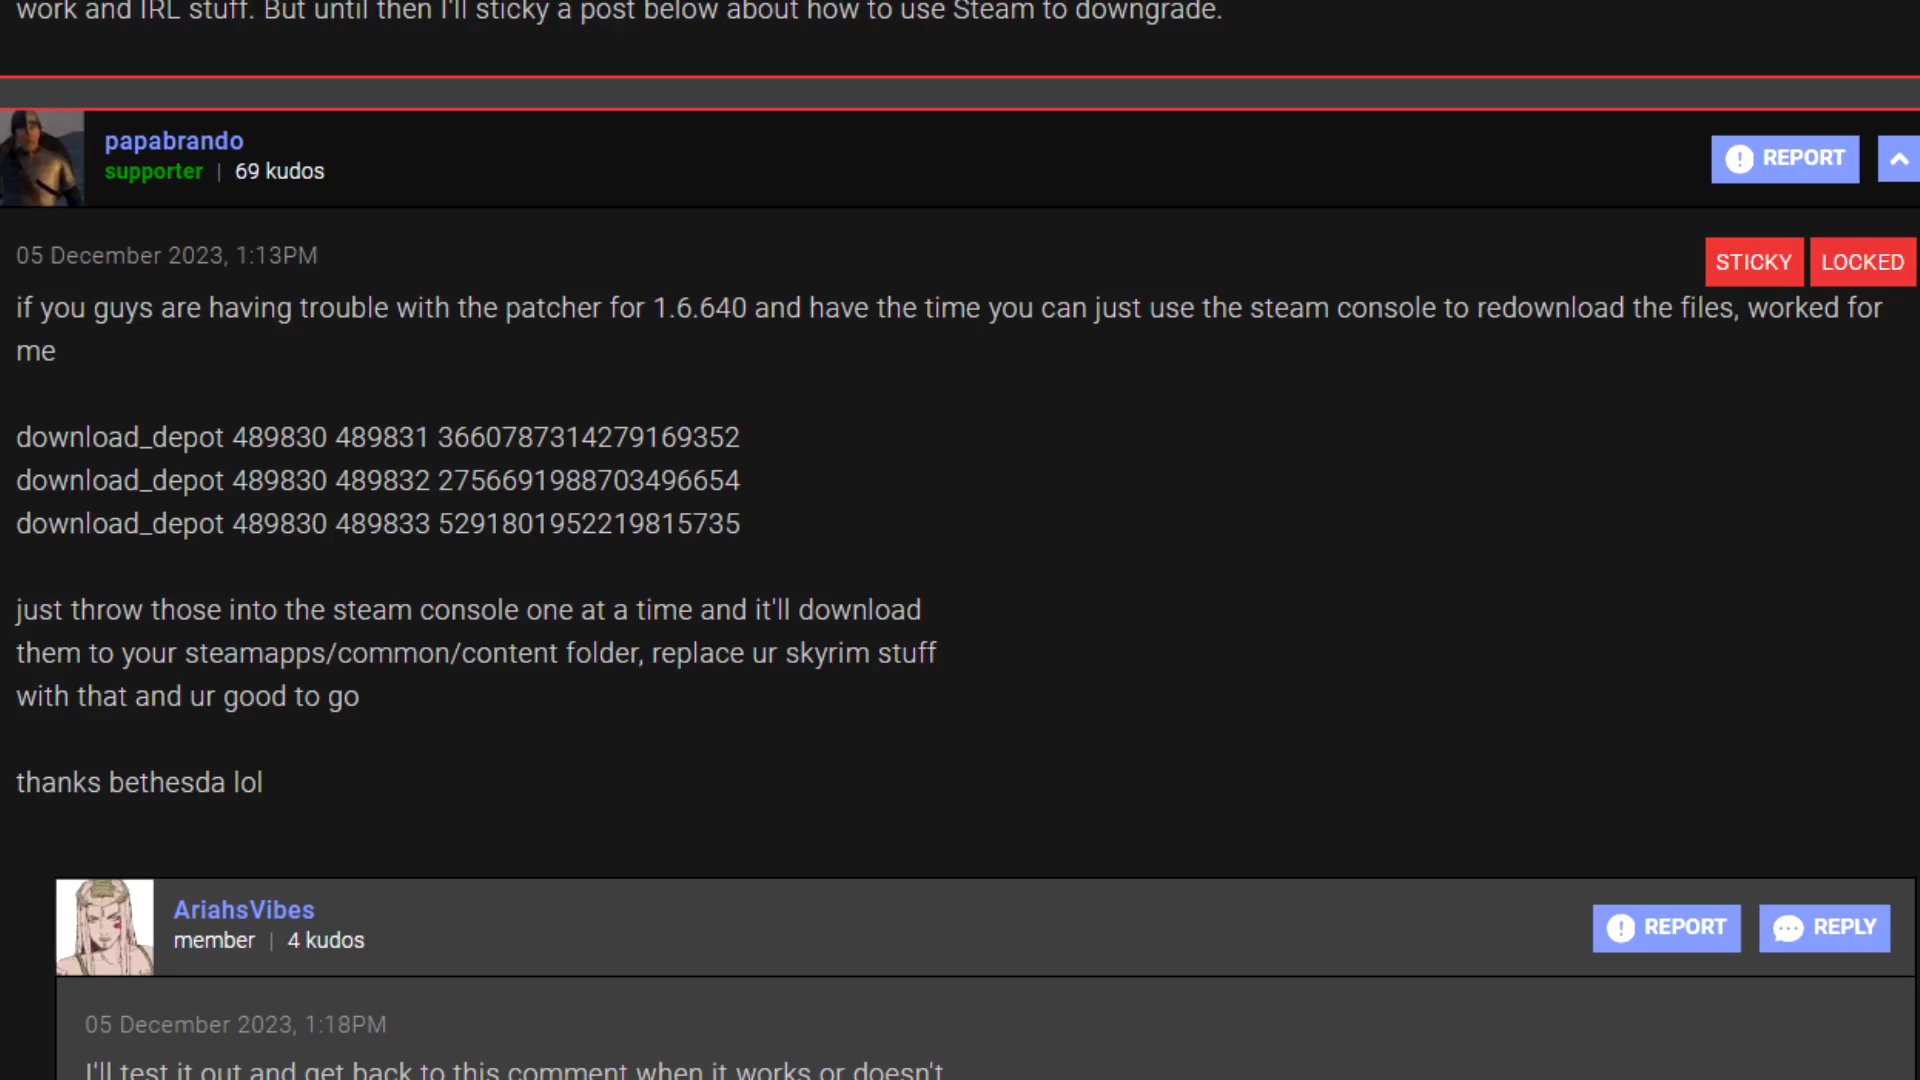 work and IRL stuff. But until then I'll sticky a post below about how to use Steam to downgrade.
papabrando
supporter | 69 kudos
REPORT
05 December 2023, 1:13PM
STICKY LOCKED
if you guys are having trouble with the patcher for 1.6.640 and have the time you can just use the steam console to redownload the files, worked for
me
download_depot 489830 489831 3660787314279169352
download_depot 489830 489832 2756691988703496654
download_depot 489830 489833 5291801952219815735
just throw those into the steam console one at a time and it'll download
them to your steamapps/common/content folder, replace ur skyrim stuff
with that and ur good to go
thanks bethesda lol
AriahsVibes
member | 4 kudos
REPORT REPLY
05 December 2023, 1:18PM
I'll test it out and get back to this comment when it works or doesn't